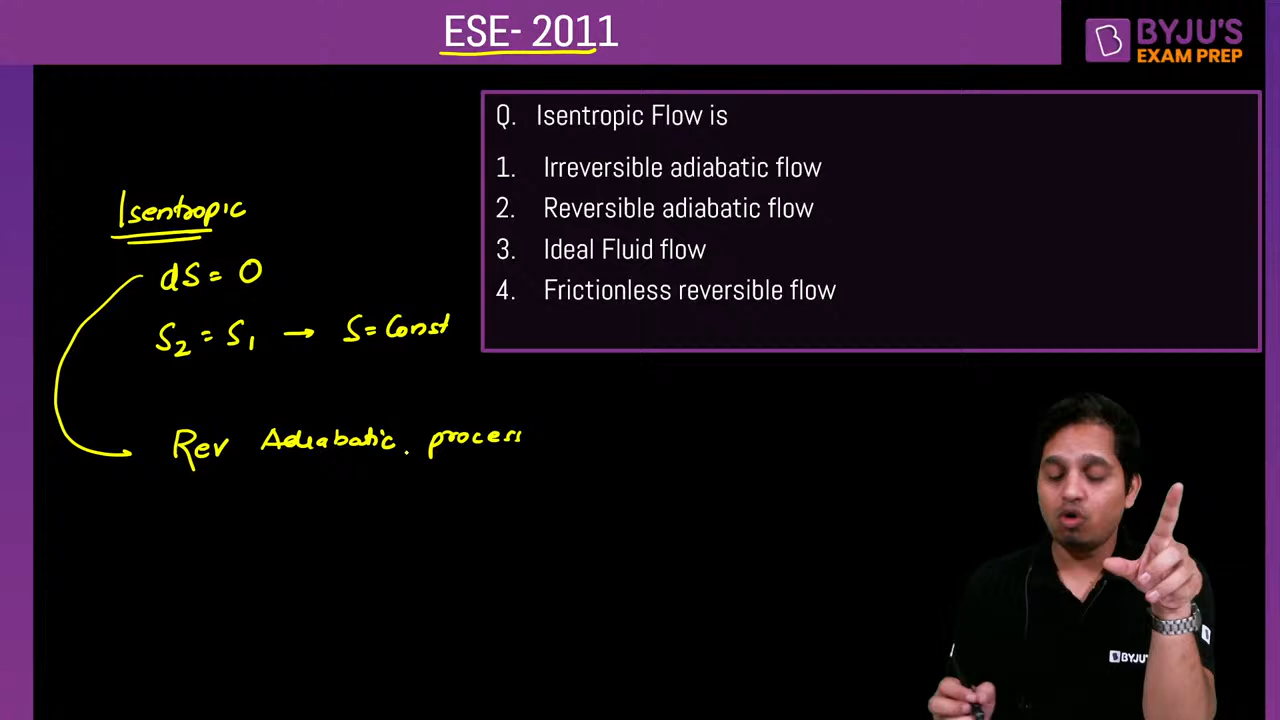 ESE- 2011
BYJU'S
EXAM PREP
Q. Isentropic Flow is
1. Irreversible adiabatic flow
2. Reversible adiabatic flow
3. Ideal Fluid flow
4. Frictionless reversible flow
Isentropic
dS = 0
S2 = S1 → S = Const
Rev Adiabatic process
BYJU'